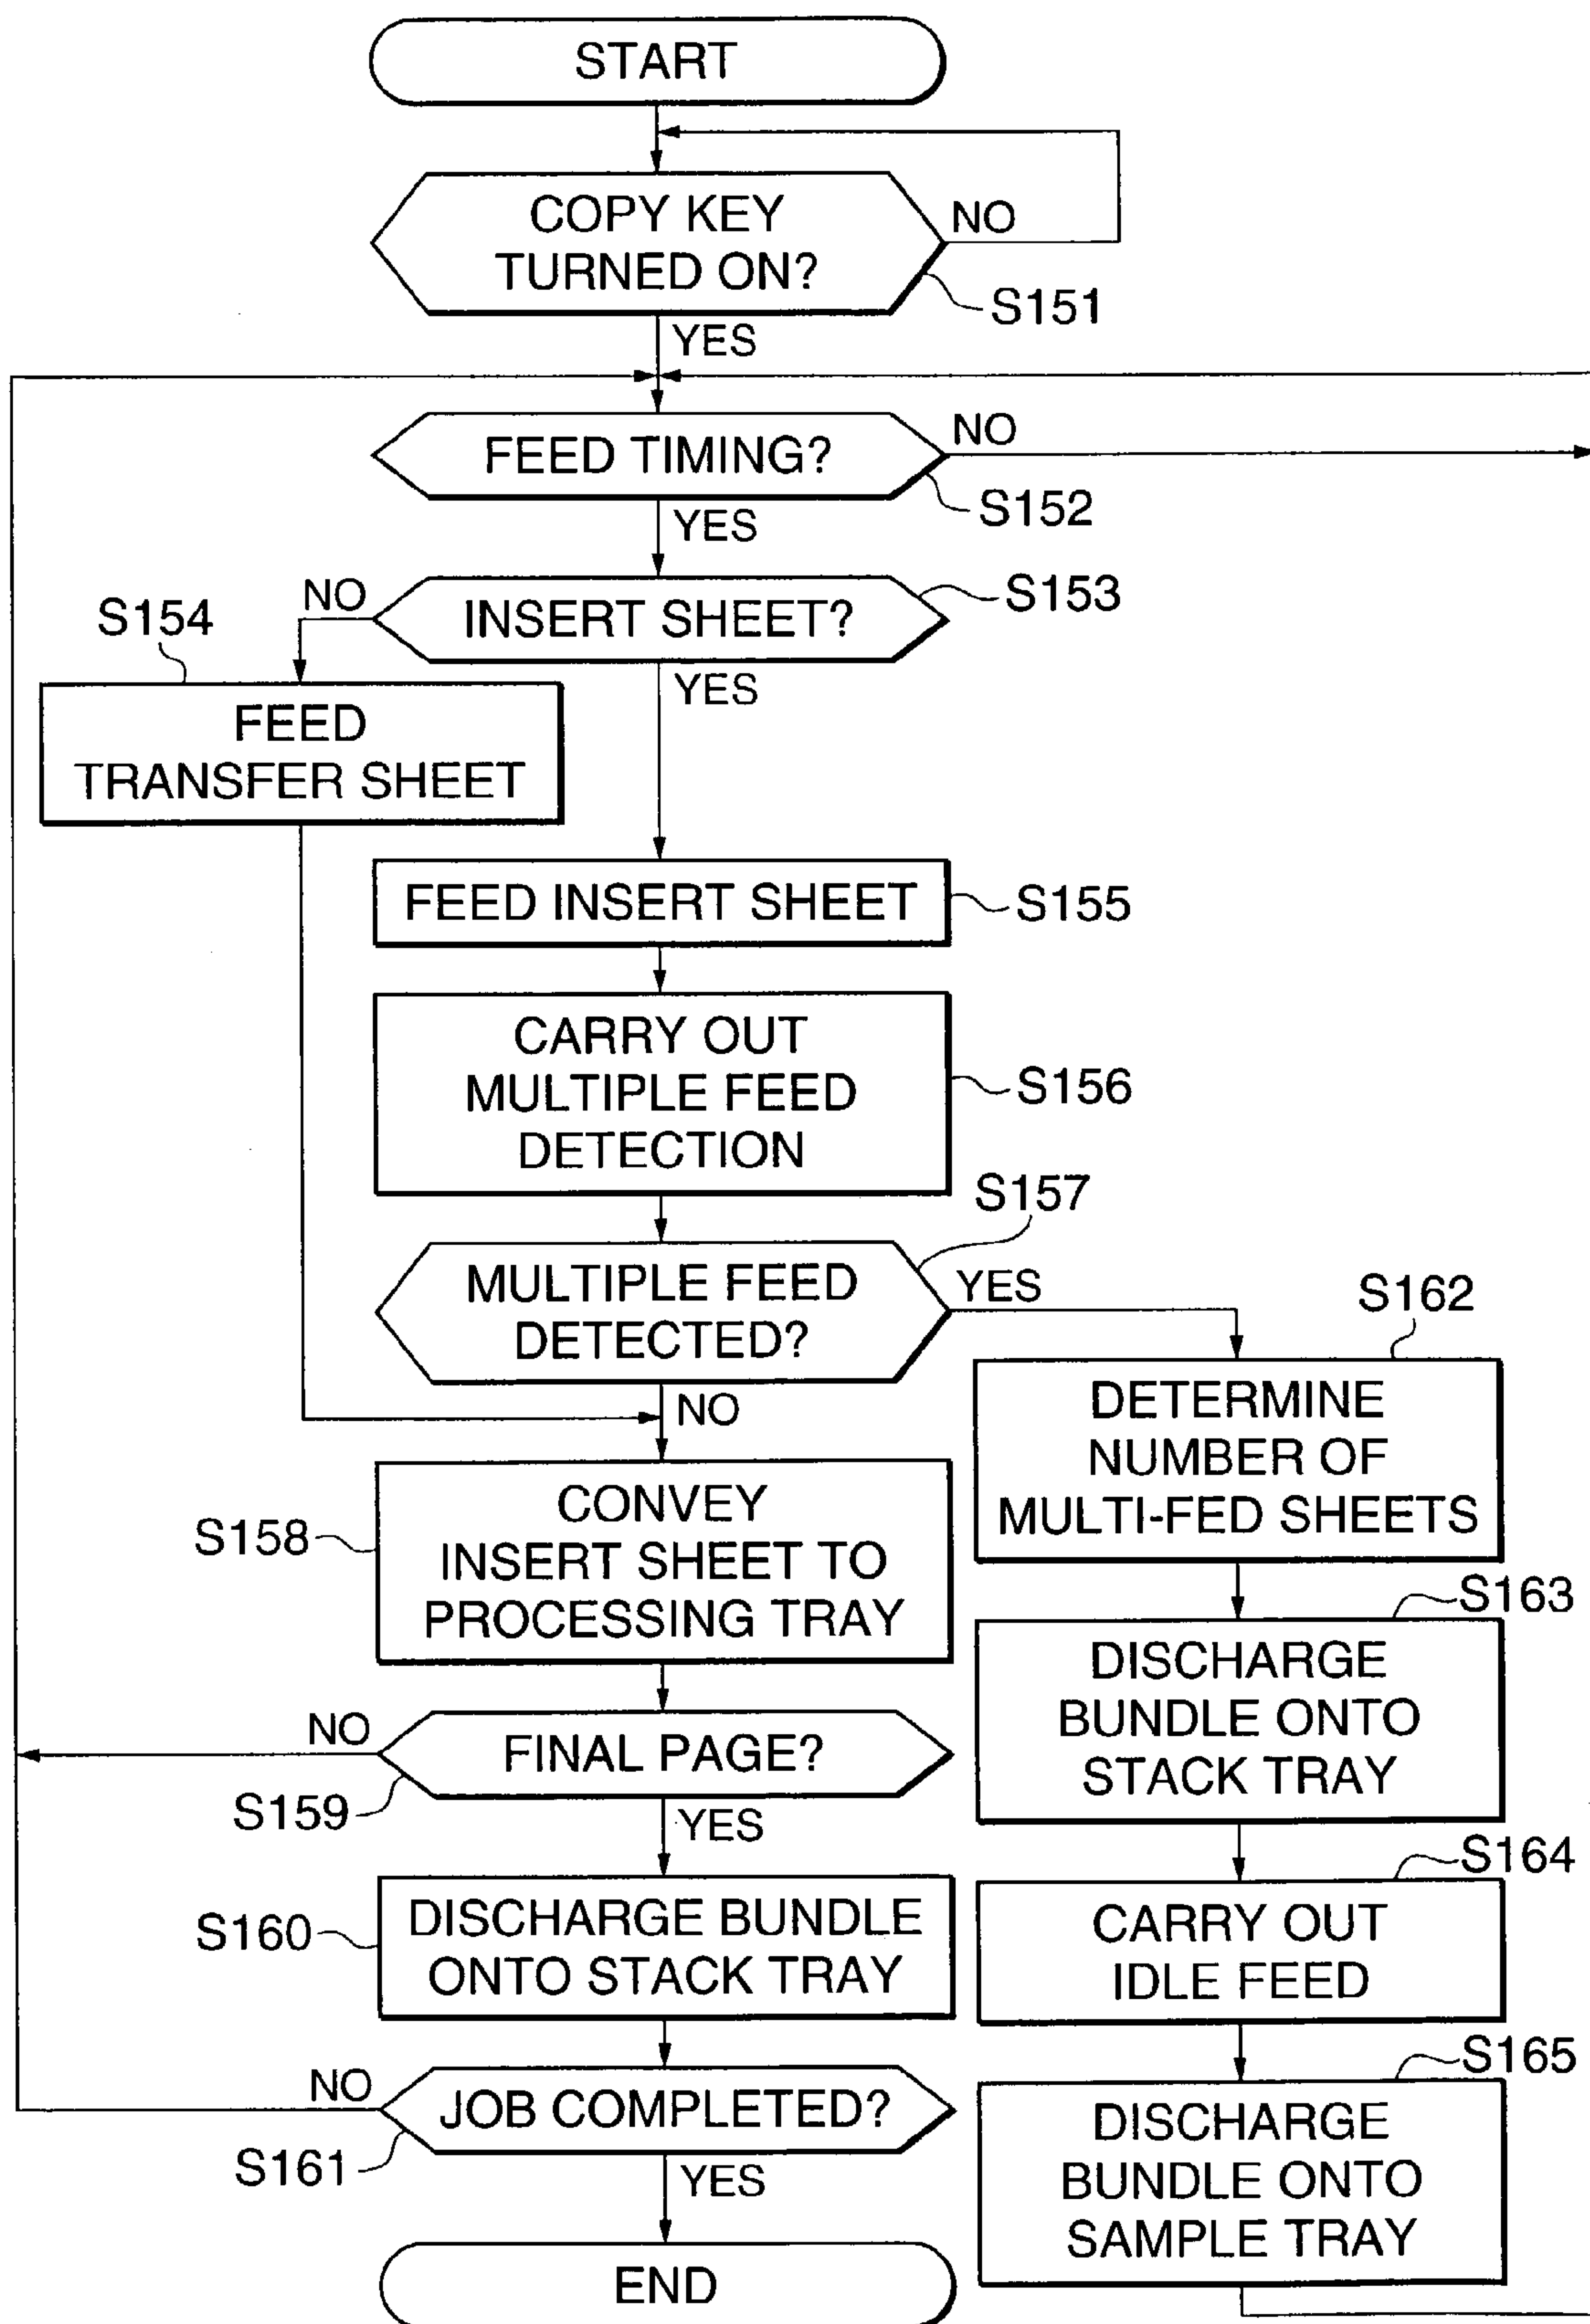 START
COPY KEY
TURNED ON?
NO
S151
YES
FEED TIMING?
NO
S152
YES
INSERT SHEET?
NO
S153
S154
YES
FEED
TRANSFER SHEET
FEED INSERT SHEET
S155
CARRY OUT
MULTIPLE FEED
DETECTION
S156
S157
MULTIPLE FEED
DETECTED?
YES
NO
S162
DETERMINE
NUMBER OF
MULTI-FED SHEETS
S158
CONVEY
INSERT SHEET TO
PROCESSING TRAY
S163
DISCHARGE
BUNDLE ONTO
STACK TRAY
NO
FINAL PAGE?
S159
YES
S164
CARRY OUT
IDLE FEED
S160
DISCHARGE BUNDLE
ONTO STACK TRAY
S165
DISCHARGE
BUNDLE ONTO
SAMPLE TRAY
NO
JOB COMPLETED?
S161
YES
END